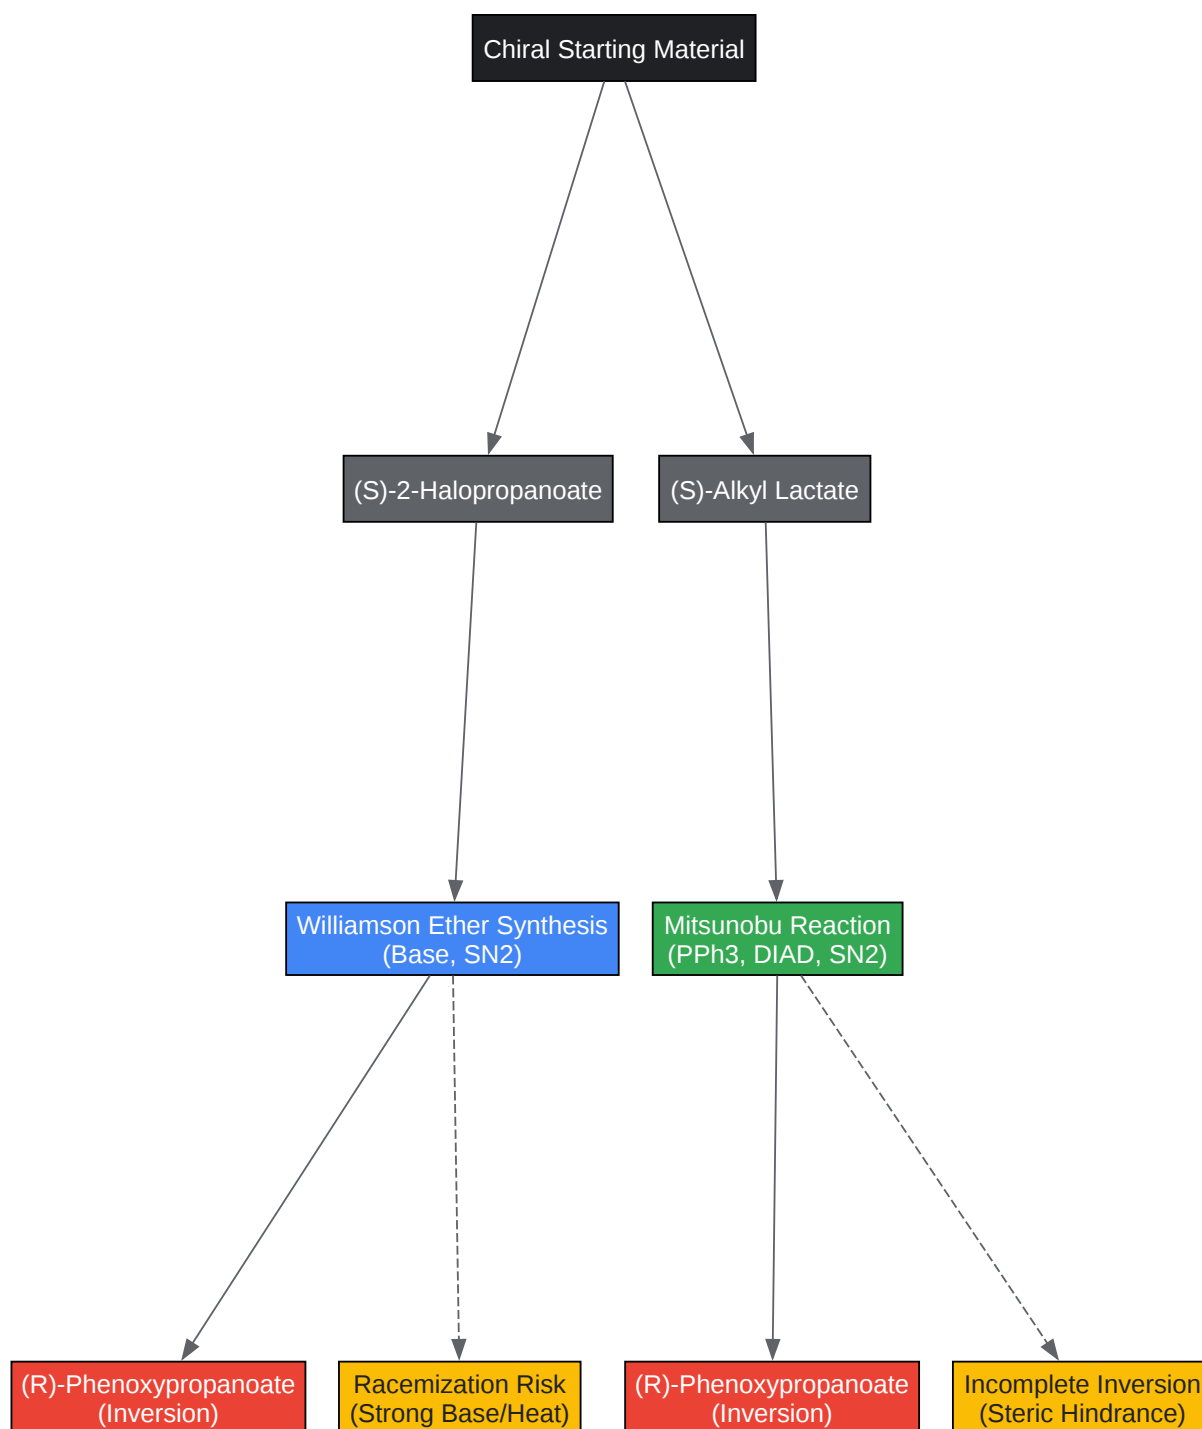 Chiral Starting Material
(S)-2-Halopropanoate
(S)-Alkyl Lactate
Williamson Ether Synthesis
(Base, SN2)
Mitsunobu Reaction
(PPh3, DIAD, SN2)
(R)-Phenoxypropanoate
(Inversion)
Racemization Risk
(Strong Base/Heat)
(R)-Phenoxypropanoate
(Inversion)
Incomplete Inversion
(Steric Hindrance)